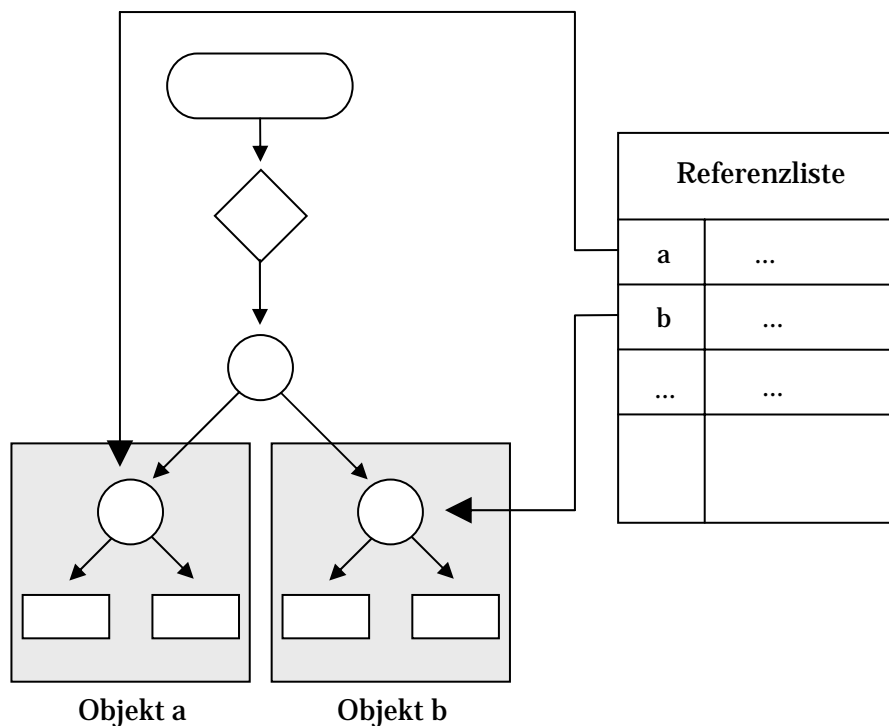 Referenzliste
a ...
b ...
... ...
Objekt a
Objekt b